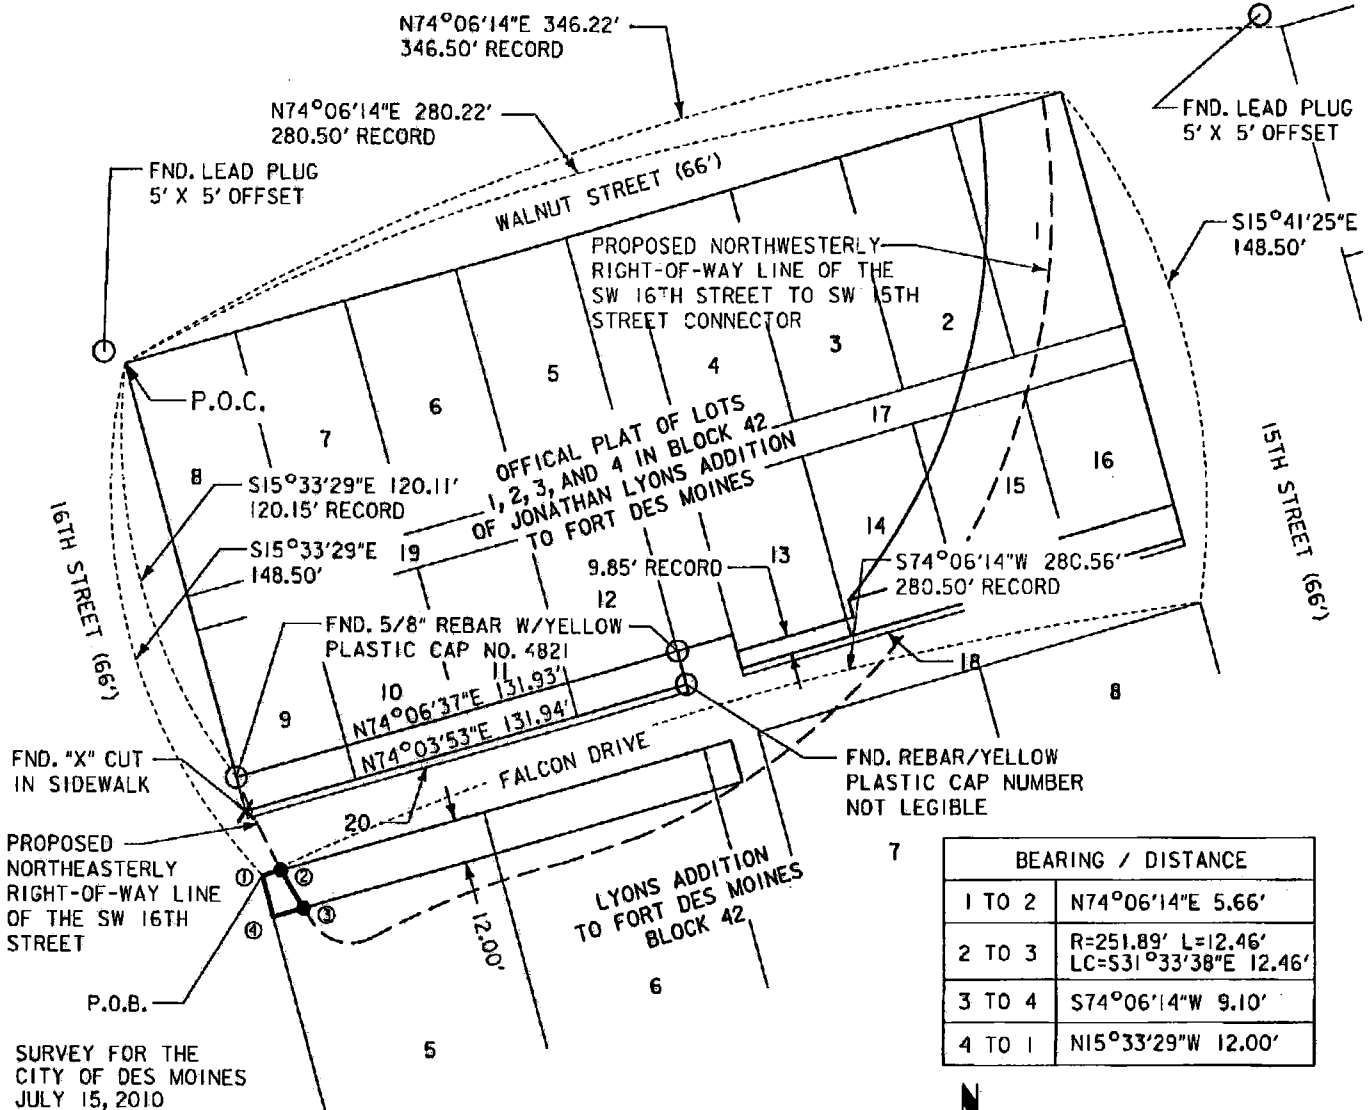 N74°06'14"E 346.22'
346.50' RECORD
N74°06'14"E 280.22'
280.50' RECORD
FND. LEAD PLUG
5' X 5' OFFSET
FND. LEAD PLUG
5' X 5' OFFSET
WALNUT STREET (66')
S15°41'25"E
148.50'
PROPOSED NORTHWESTERLY
RIGHT-OF-WAY LINE OF THE
SW 16TH STREET TO SW 15TH
STREET CONNECTOR
1
2
3
4
5
6
7
8
P.O.C.
17
OFFICAL PLAT OF LOTS
1, 2, 3, AND 4 IN BLOCK 42
OF JONATHAN LYONS ADDITION
TO FORT DES MOINES
16
15
14
13
12
11
10
9
19
S15°33'29"E 120.11'
120.15' RECORD
S15°33'29"E
148.50'
16TH STREET (66')
15TH STREET (66')
9.85' RECORD
S74°06'14"W 280.56'
280.50' RECORD
FND. 5/8" REBAR W/YELLOW
PLASTIC CAP NO. 4821
N74°06'37"E 131.93'
N74°03'53"E 131.94'
18
8
FND. "X" CUT
IN SIDEWALK
FALCON DRIVE
FND. REBAR/YELLOW
PLASTIC CAP NUMBER
NOT LEGIBLE
20
PROPOSED
NORTHEASTERLY
RIGHT-OF-WAY LINE
OF THE SW 16TH
STREET
1
2
3
4
12.00'
LYONS ADDITION
TO FORT DES MOINES
BLOCK 42
7
6
5
P.O.B.
SURVEY FOR THE
CITY OF DES MOINES
JULY 15, 2010
BEARING / DISTANCE
1 TO 2 N74°06'14"E 5.66'
2 TO 3 R=251.89' L=12.46'
LC=S31°33'38"E 12.46'
3 TO 4 S74°06'14"W 9.10'
4 TO 1 N15°33'29"W 12.00'
N